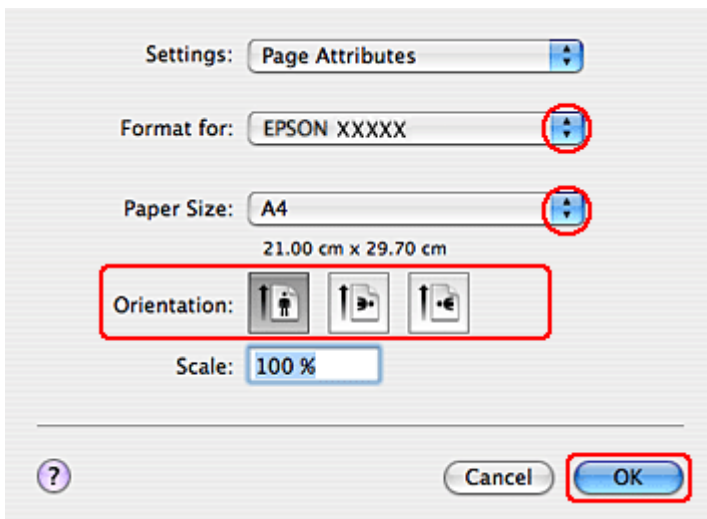 Settings: Page Attributes
Format for: EPSON XXXXX
Paper Size: A4
21.00 cm x 29.70 cm
Orientation:
Scale: 100 %
? Cancel OK